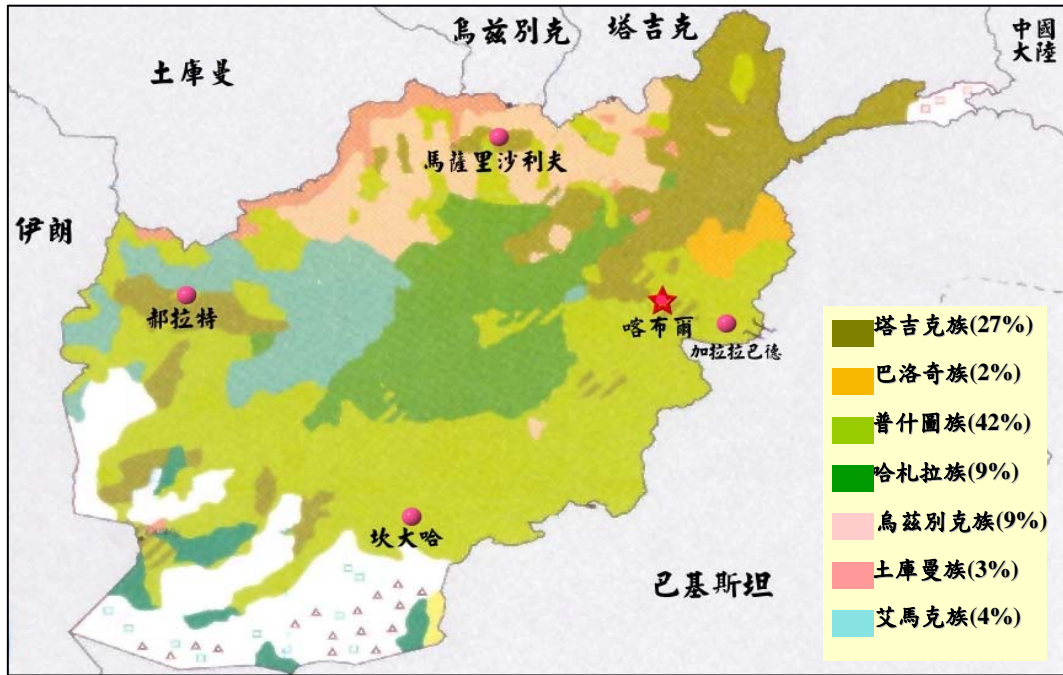 烏茲別克
塔吉克
中國
大陸
土庫曼
馬薩里沙利夫
伊朗
郝拉特
喀布爾
加拉拉巴德
坎大哈
巴基斯坦
塔吉克族(27%)
巴洛奇族(2%)
普什圖族(42%)
哈札拉族(9%)
烏茲別克族(9%)
土庫曼族(3%)
艾馬克族(4%)